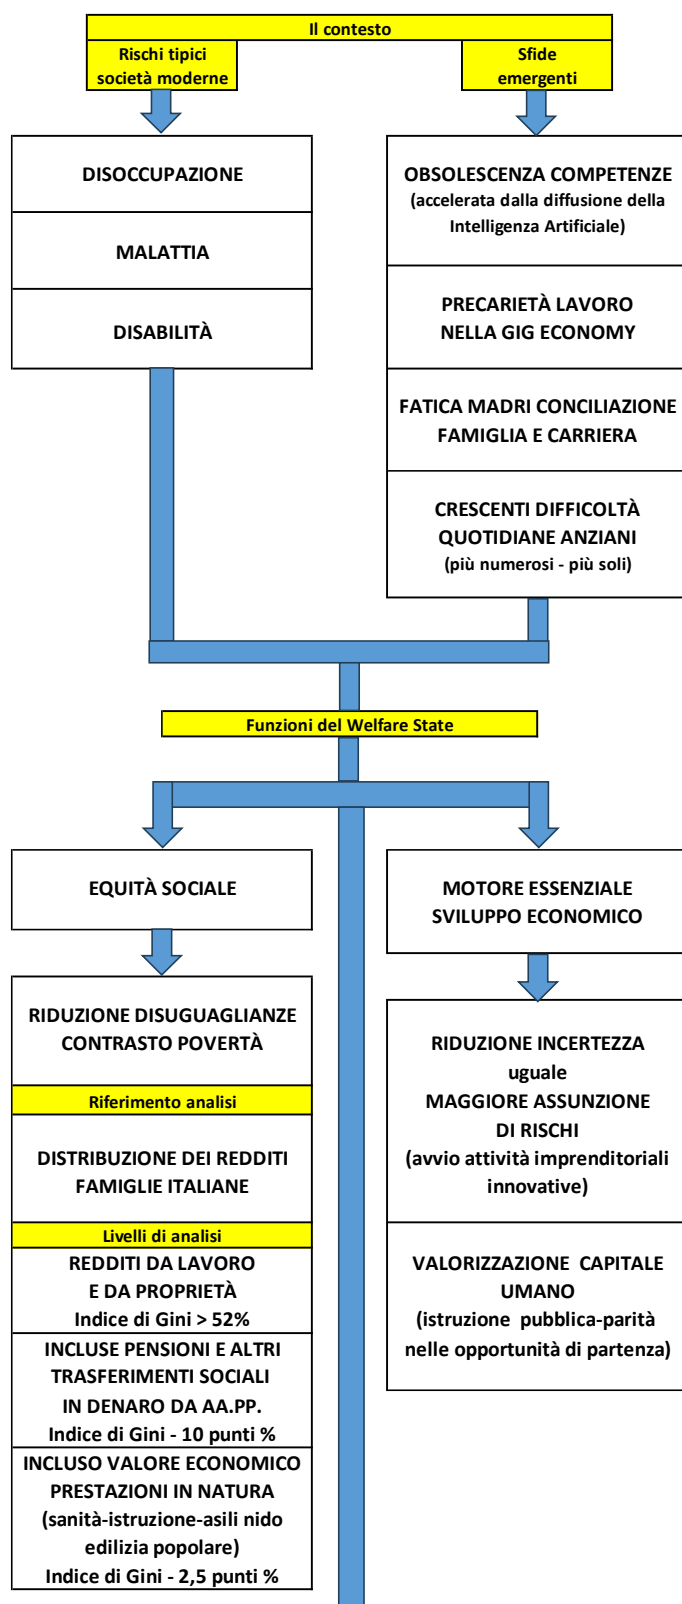 Il contesto
Rischi tipici
società moderne
Sfide
emergenti
DISOCCUPAZIONE
MALATTIA
DISABILITÀ
OBSOLESCENZA COMPETENZE
(accelerata dalla diffusione della
Intelligenza Artificiale)
PRECARIETÀ LAVORO
NELLA GIG ECONOMY
FATICA MADRI CONCILIAZIONE
FAMIGLIA E CARRIERA
CRESCENTI DIFFICOLTÀ
QUOTIDIANE ANZIANI
(più numerosi - più soli)
Funzioni del Welfare State
EQUITÀ SOCIALE
RIDUZIONE DISUGUAGLIANZE
CONTRASTO POVERTÀ
Riferimento analisi
DISTRIBUZIONE DEI REDDITI
FAMIGLIE ITALIANE
Livelli di analisi
REDDITI DA LAVORO
E DA PROPRIETÀ
Indice di Gini > 52%
INCLUSE PENSIONI E ALTRI
TRASFERIMENTI SOCIALI
IN DENARO DA AA.PP.
Indice di Gini - 10 punti %
INCLUSO VALORE ECONOMICO
PRESTAZIONI IN NATURA
(sanità-istruzione-asili nido
edilizia popolare)
Indice di Gini - 2,5 punti %
MOTORE ESSENZIALE
SVILUPPO ECONOMICO
RIDUZIONE INCERTEZZA
uguale
MAGGIORE ASSUNZIONE
DI RISCHI
(avvio attività imprenditoriali
innovative)
VALORIZZAZIONE CAPITALE
UMANO
(istruzione pubblica-parità
nelle opportunità di partenza)